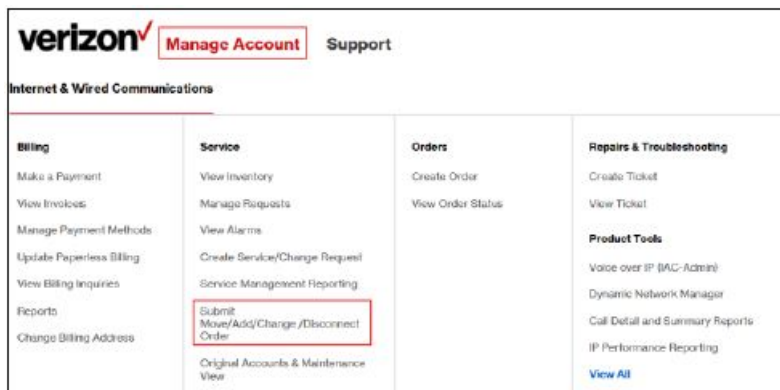 verizon
Manage Account
Support
Internet & Wired Communications
Billing
Make a Payment
View Invoices
Manage Payment Methods
Update Paperless Billing
View Billing Inquiries
Reports
Change Billing Address
Service
View Inventory
Manage Requests
View Alarms
Create Service/Change Request
Service Management Reporting
Submit
Move/Add/Change /Disconnect
Order
Original Accounts & Maintenance
View
Orders
Create Order
View Order Status
Repairs & Troubleshooting
Create Ticket
View Ticket
Product Tools
Voice over IP (IAC-Admin)
Dynamic Network Manager
Call Detail and Summary Reports
IP Performance Reporting
View All